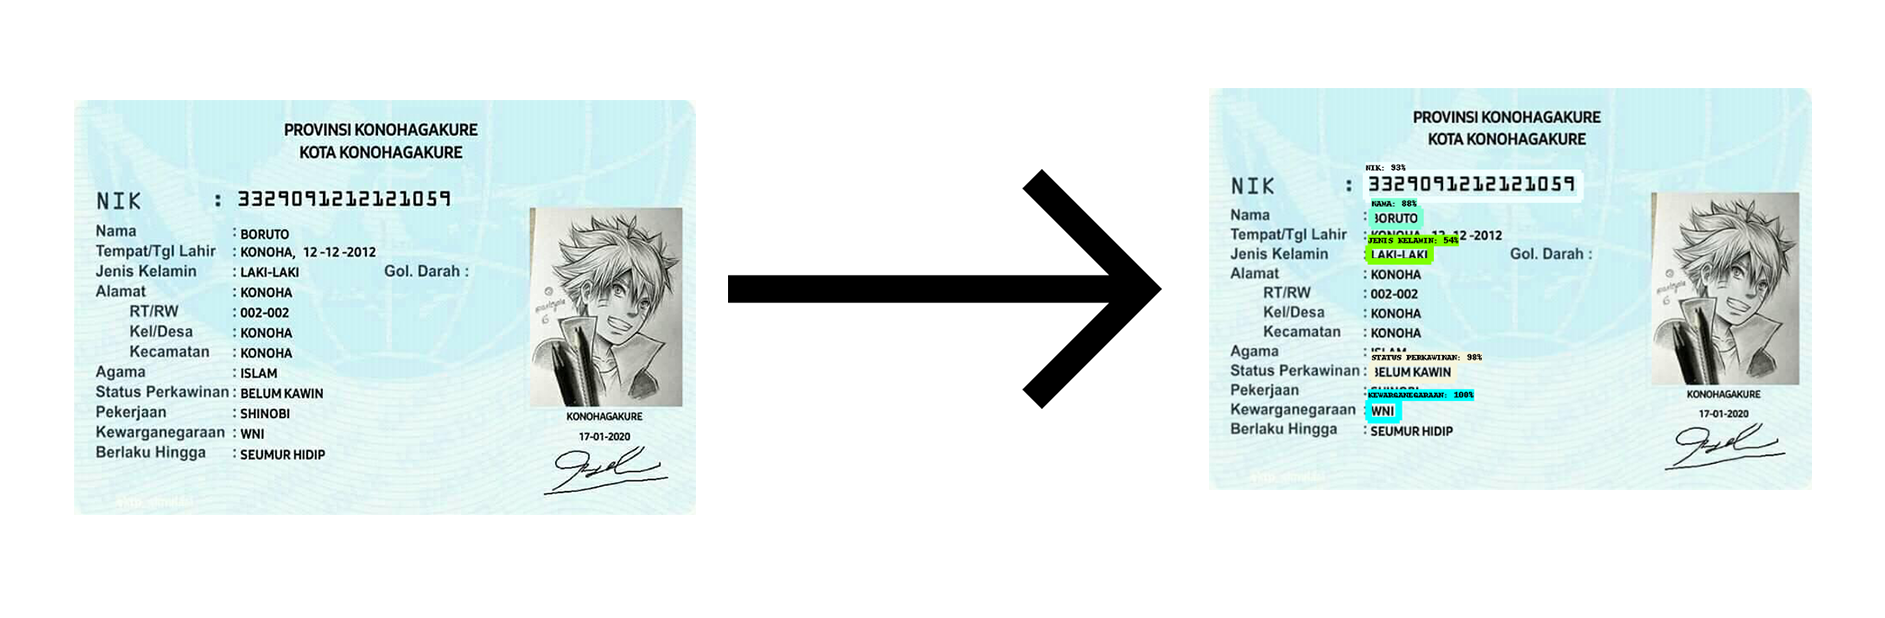 PROVINSI KONOHAGAKURE
KOTA KONOHAGAKURE
NIK : 3329091212121059
Nama : BORUTO
Tempat/Tgl Lahir : KONOHA, 12-12-2012
Jenis Kelamin : LAKI-LAKI Gol. Darah :
Alamat : KONOHA
RT/RW : 002-002
Kel/Desa : KONOHA
Kecamatan : KONOHA
Agama : ISLAM
Status Perkawinan : BELUM KAWIN
Pekerjaan : SHINOBI
Kewarganegaraan : WNI
Berlaku Hingga : SEUMUR HIDIP
KONOHAGAKURE
17-01-2020
PROVINSI KONOHAGAKURE
KOTA KONOHAGAKURE
NIK: 93%
NIK : 3329091212121059
NAMA: 88%
Nama : BORUTO
Tempat/Tgl Lahir : KONOHA, 12-12-2012
JENIS KELAMIN: 54%
Jenis Kelamin : LAKI-LAKI Gol. Darah :
Alamat : KONOHA
RT/RW : 002-002
Kel/Desa : KONOHA
Kecamatan : KONOHA
Agama : ISLAM
STATUS PERKAWINAN: 98%
Status Perkawinan : BELUM KAWIN
Pekerjaan : SHINOBI
KEWARGANEGARAAN: 100%
Kewarganegaraan : WNI
Berlaku Hingga : SEUMUR HIDIP
KONOHAGAKURE
17-01-2020